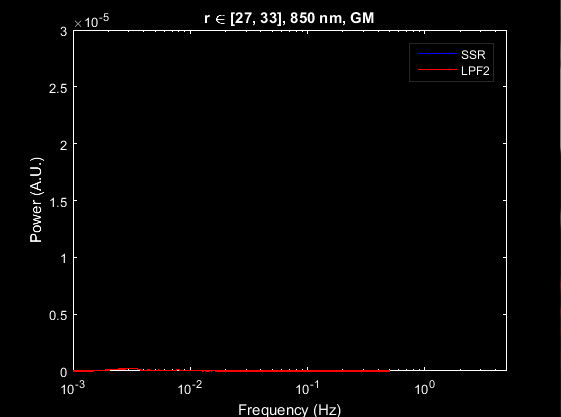 r ∈ [27, 33], 850 nm, GM
×10⁻⁵
3
2.5
2
1.5
1
0.5
0
Power (A.U.)
SSR
LPF2
10⁻³ 10⁻² 10⁻¹ 10⁰
Frequency (Hz)